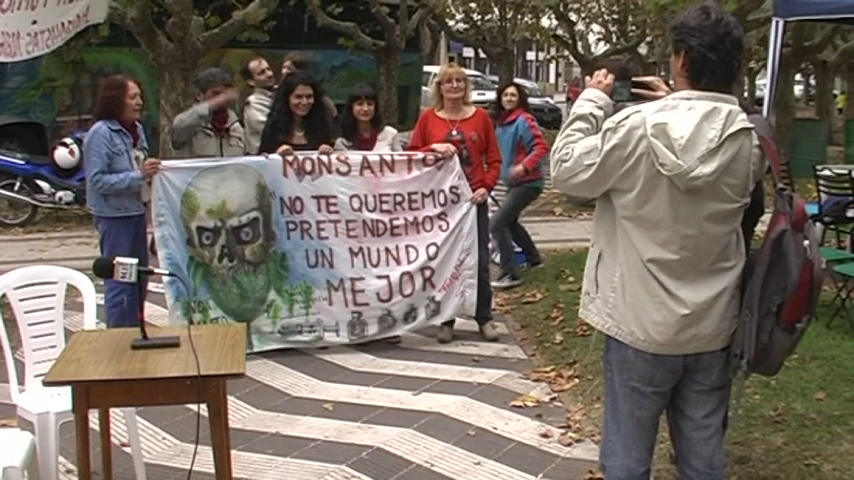 MONSANTO
"NO TE QUEREMOS
PRETENDEMOS
UN MUNDO
MEJOR